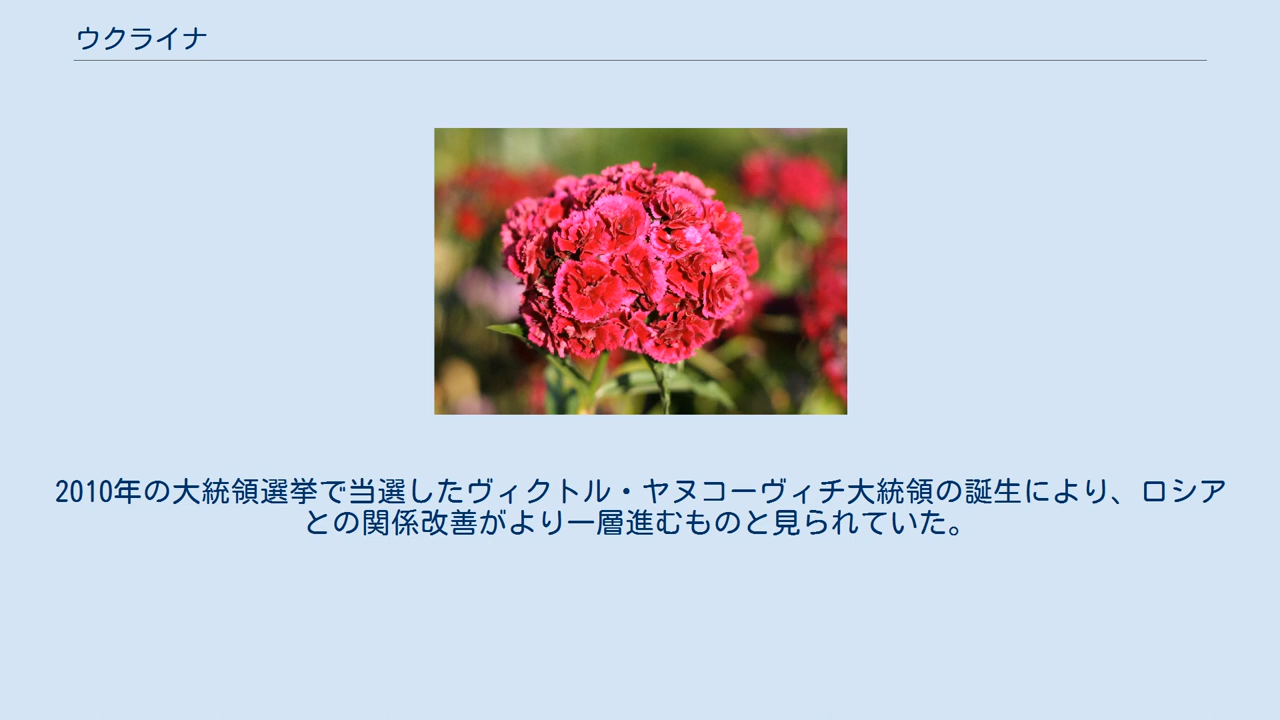 ウクライナ
2010年の大統領選挙で当選したヴィクトル・ヤヌコーヴィチ大統領の誕生により、ロシア
との関係改善がより一層進むものと見られていた。